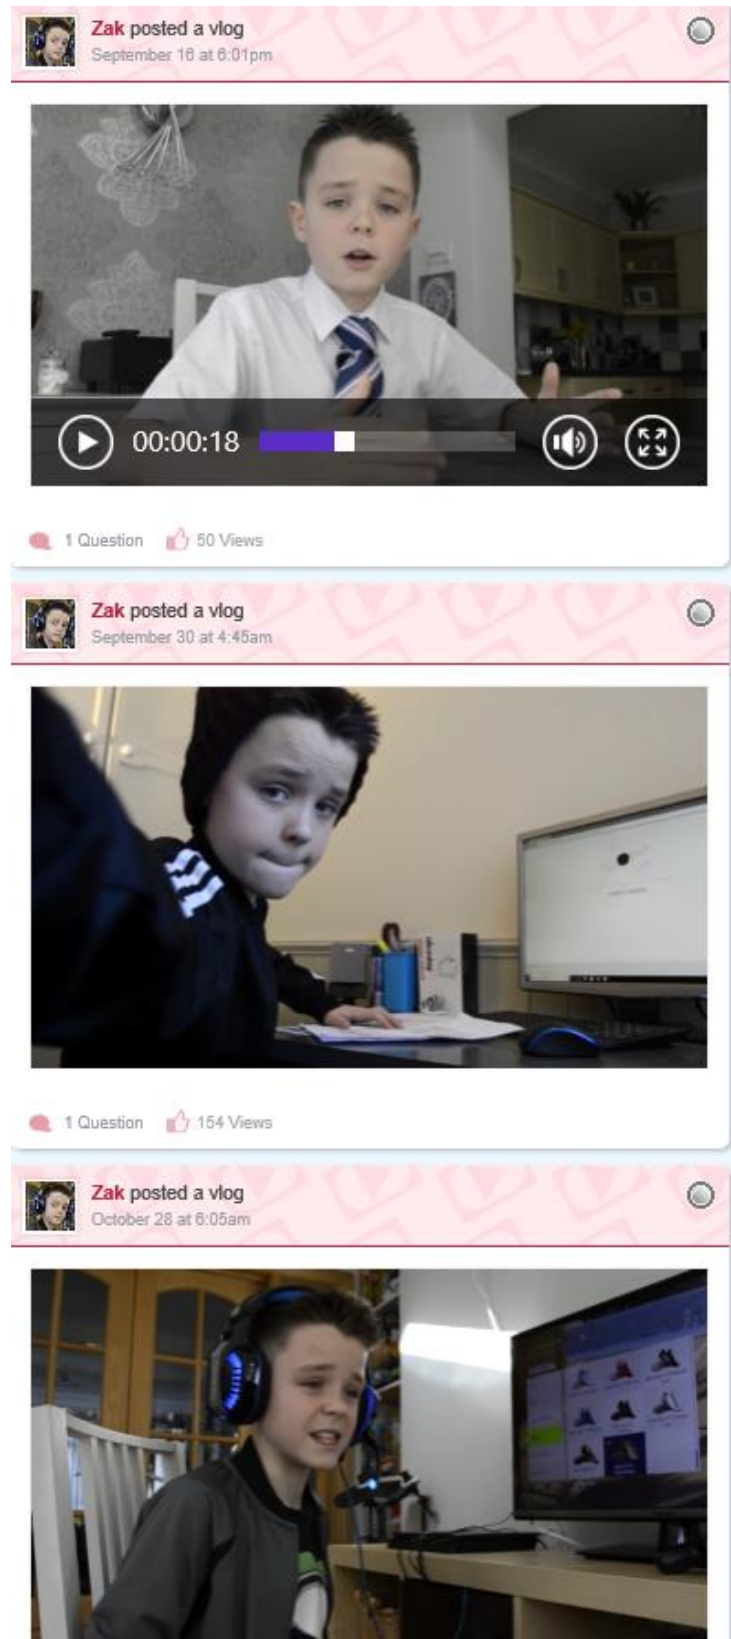 Zak posted a vlog
September 16 at 6:01pm
00:00:18
1 Question 50 Views
Zak posted a vlog
September 30 at 4:45am
1 Question 154 Views
Zak posted a vlog
October 28 at 6:05am